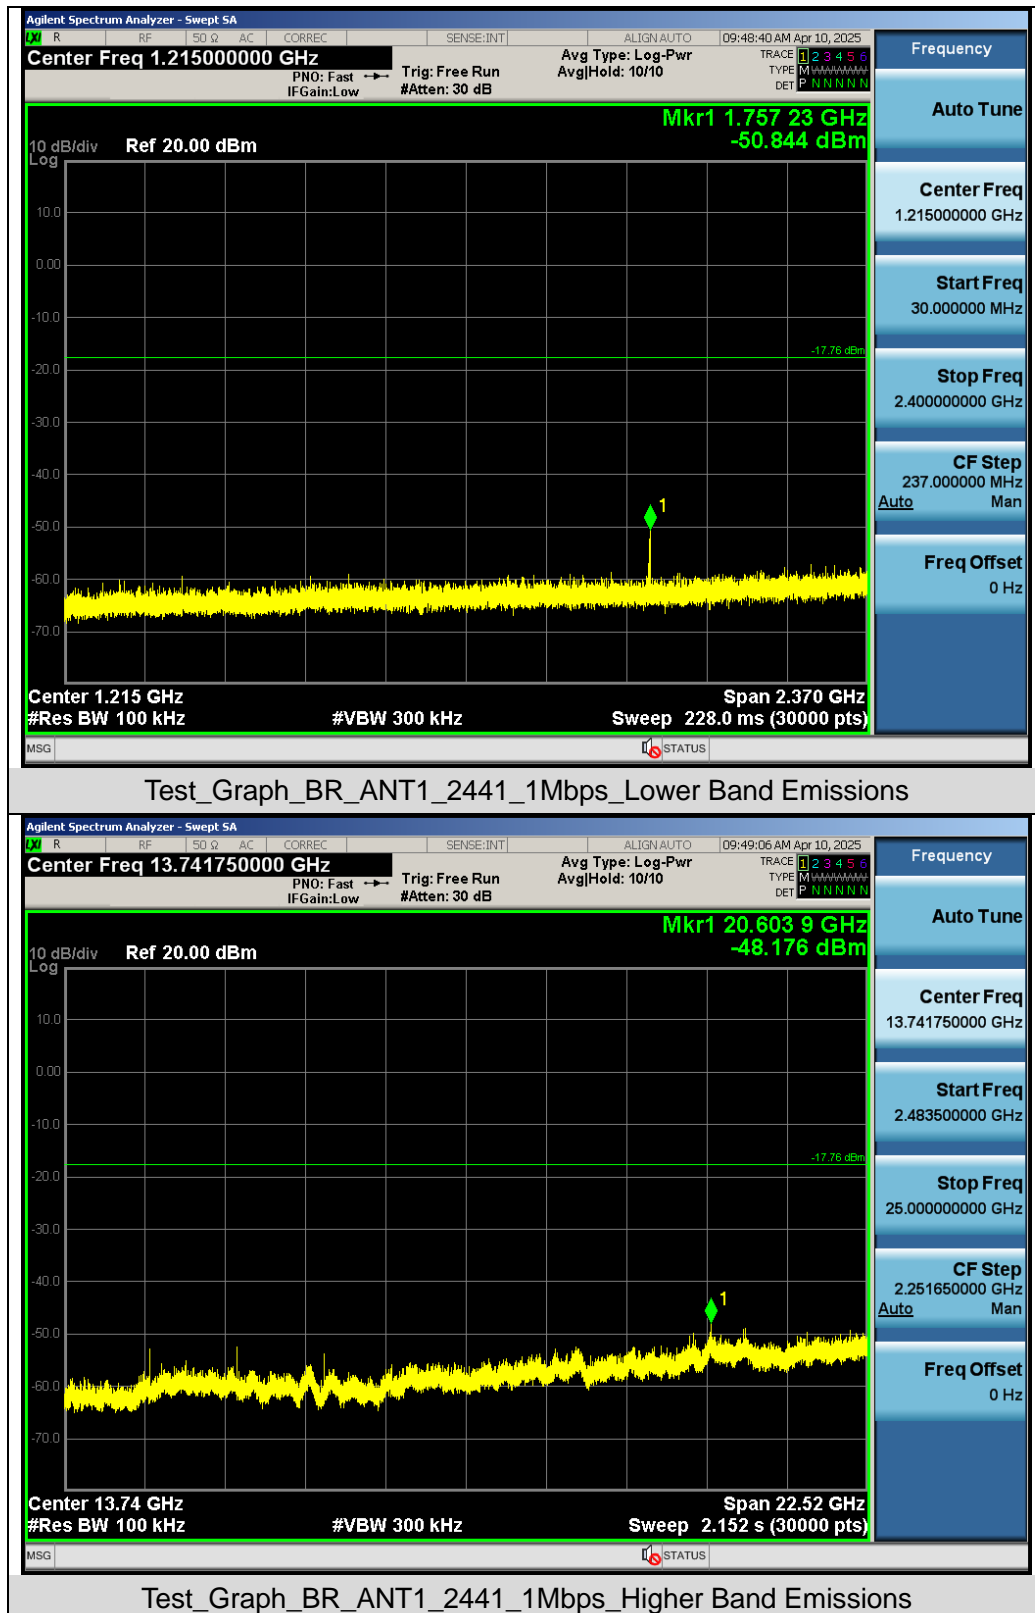 Agilent Spectrum Analyzer - Swept SA
LXI R RF 50 Ω AC CORREC SENSE:INT ALIGN AUTO 09:48:40 AM Apr 10, 2025
Center Freq 1.215000000 GHz
PNO: Fast
IFGain:Low
Trig: Free Run
#Atten: 30 dB
Avg Type: Log-Pwr
Avg|Hold: 10/10
TRACE 1 2 3 4 5 6
TYPE M
DET P N N N N N
Mkr1 1.757 23 GHz
-50.844 dBm
10 dB/div Ref 20.00 dBm
Log
10.0
0.00
-10.0
-17.76 dBm
-20.0
-30.0
-40.0
1
-50.0
-60.0
-70.0
Center 1.215 GHz Span 2.370 GHz
#Res BW 100 kHz #VBW 300 kHz Sweep 228.0 ms (30000 pts)
MSG STATUS
Frequency
Auto Tune
Center Freq
1.215000000 GHz
Start Freq
30.000000 MHz
Stop Freq
2.400000000 GHz
CF Step
237.000000 MHz
Auto Man
Freq Offset
0 Hz
Test_Graph_BR_ANT1_2441_1Mbps_Lower Band Emissions
Agilent Spectrum Analyzer - Swept SA
LXI R RF 50 Ω AC CORREC SENSE:INT ALIGN AUTO 09:49:06 AM Apr 10, 2025
Center Freq 13.741750000 GHz
PNO: Fast
IFGain:Low
Trig: Free Run
#Atten: 30 dB
Avg Type: Log-Pwr
Avg|Hold: 10/10
TRACE 1 2 3 4 5 6
TYPE M
DET P N N N N N
Mkr1 20.603 9 GHz
-48.176 dBm
10 dB/div Ref 20.00 dBm
Log
10.0
0.00
-10.0
-17.76 dBm
-20.0
-30.0
-40.0
1
-50.0
-60.0
-70.0
Center 13.74 GHz Span 22.52 GHz
#Res BW 100 kHz #VBW 300 kHz Sweep 2.152 s (30000 pts)
MSG STATUS
Frequency
Auto Tune
Center Freq
13.741750000 GHz
Start Freq
2.483500000 GHz
Stop Freq
25.000000000 GHz
CF Step
2.251650000 GHz
Auto Man
Freq Offset
0 Hz
Test_Graph_BR_ANT1_2441_1Mbps_Higher Band Emissions